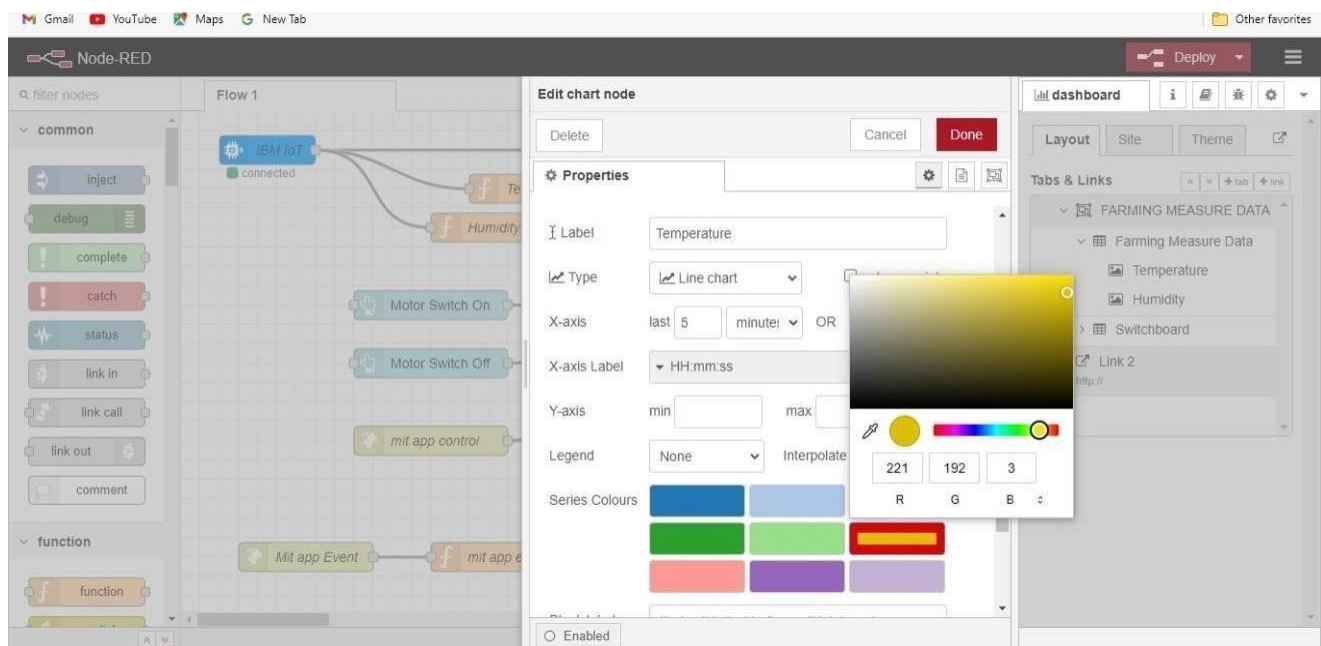 Gmail YouTube Maps New Tab Other favorites
Node-RED Deploy
filter nodes
common
inject
debug
complete
catch
status
link in
link call
link out
comment
function
function
Flow 1
IBM IoT
connected
Te
Humidity
Motor Switch On
Motor Switch Off
mit app control
Mit app Event
mit app e
Edit chart node
Delete Cancel Done
Properties
Label Temperature
Type Line chart
X-axis last 5 minutes OR
X-axis Label HH:mm:ss
Y-axis min max
Legend None Interpolate
Series Colours
Enabled
221 192 3
R G B
dashboard i
Layout Site Theme
Tabs & Links +tab +link
FARMING MEASURE DATA
Farming Measure Data
Temperature
Humidity
Switchboard
Link 2
http://